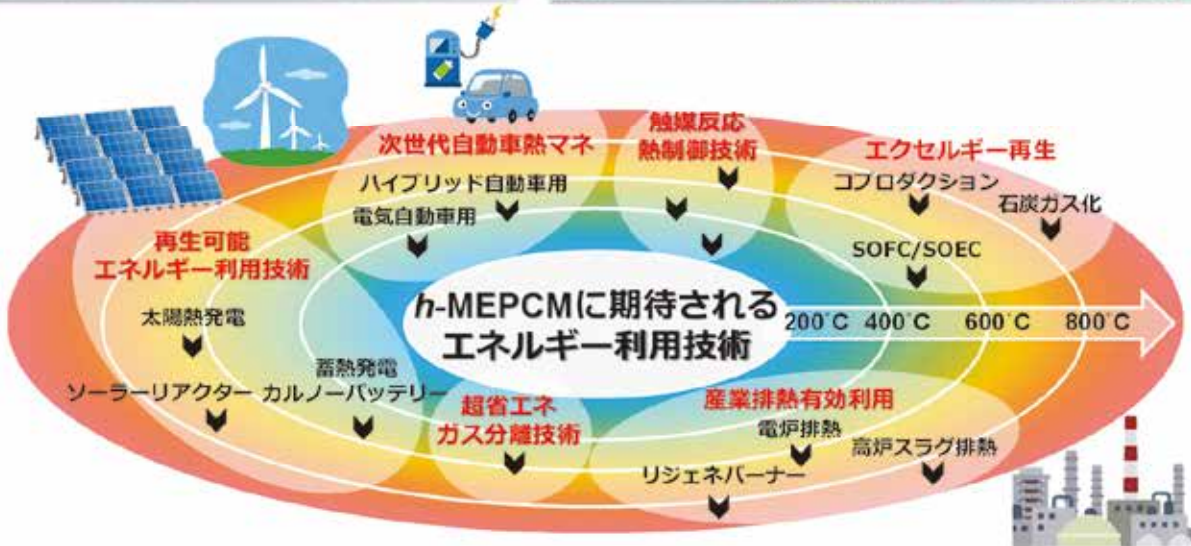 次世代自動車熱マネ
ハイブリッド自動車用
電気自動車用
触媒反応
熱制御技術
エクセルギー再生
コプロダクション
石炭ガス化
SOFC/SOEC
再生可能
エネルギー利用技術
太陽熱発電
ソーラーリアクター
蓄熱発電
カルノーバッテリー
h-MEPCMに期待される
エネルギー利用技術
200℃ 400℃ 600℃ 800℃
超省エネ
ガス分離技術
産業排熱有効利用
電炉排熱
高炉スラグ排熱
リジェネバーナー